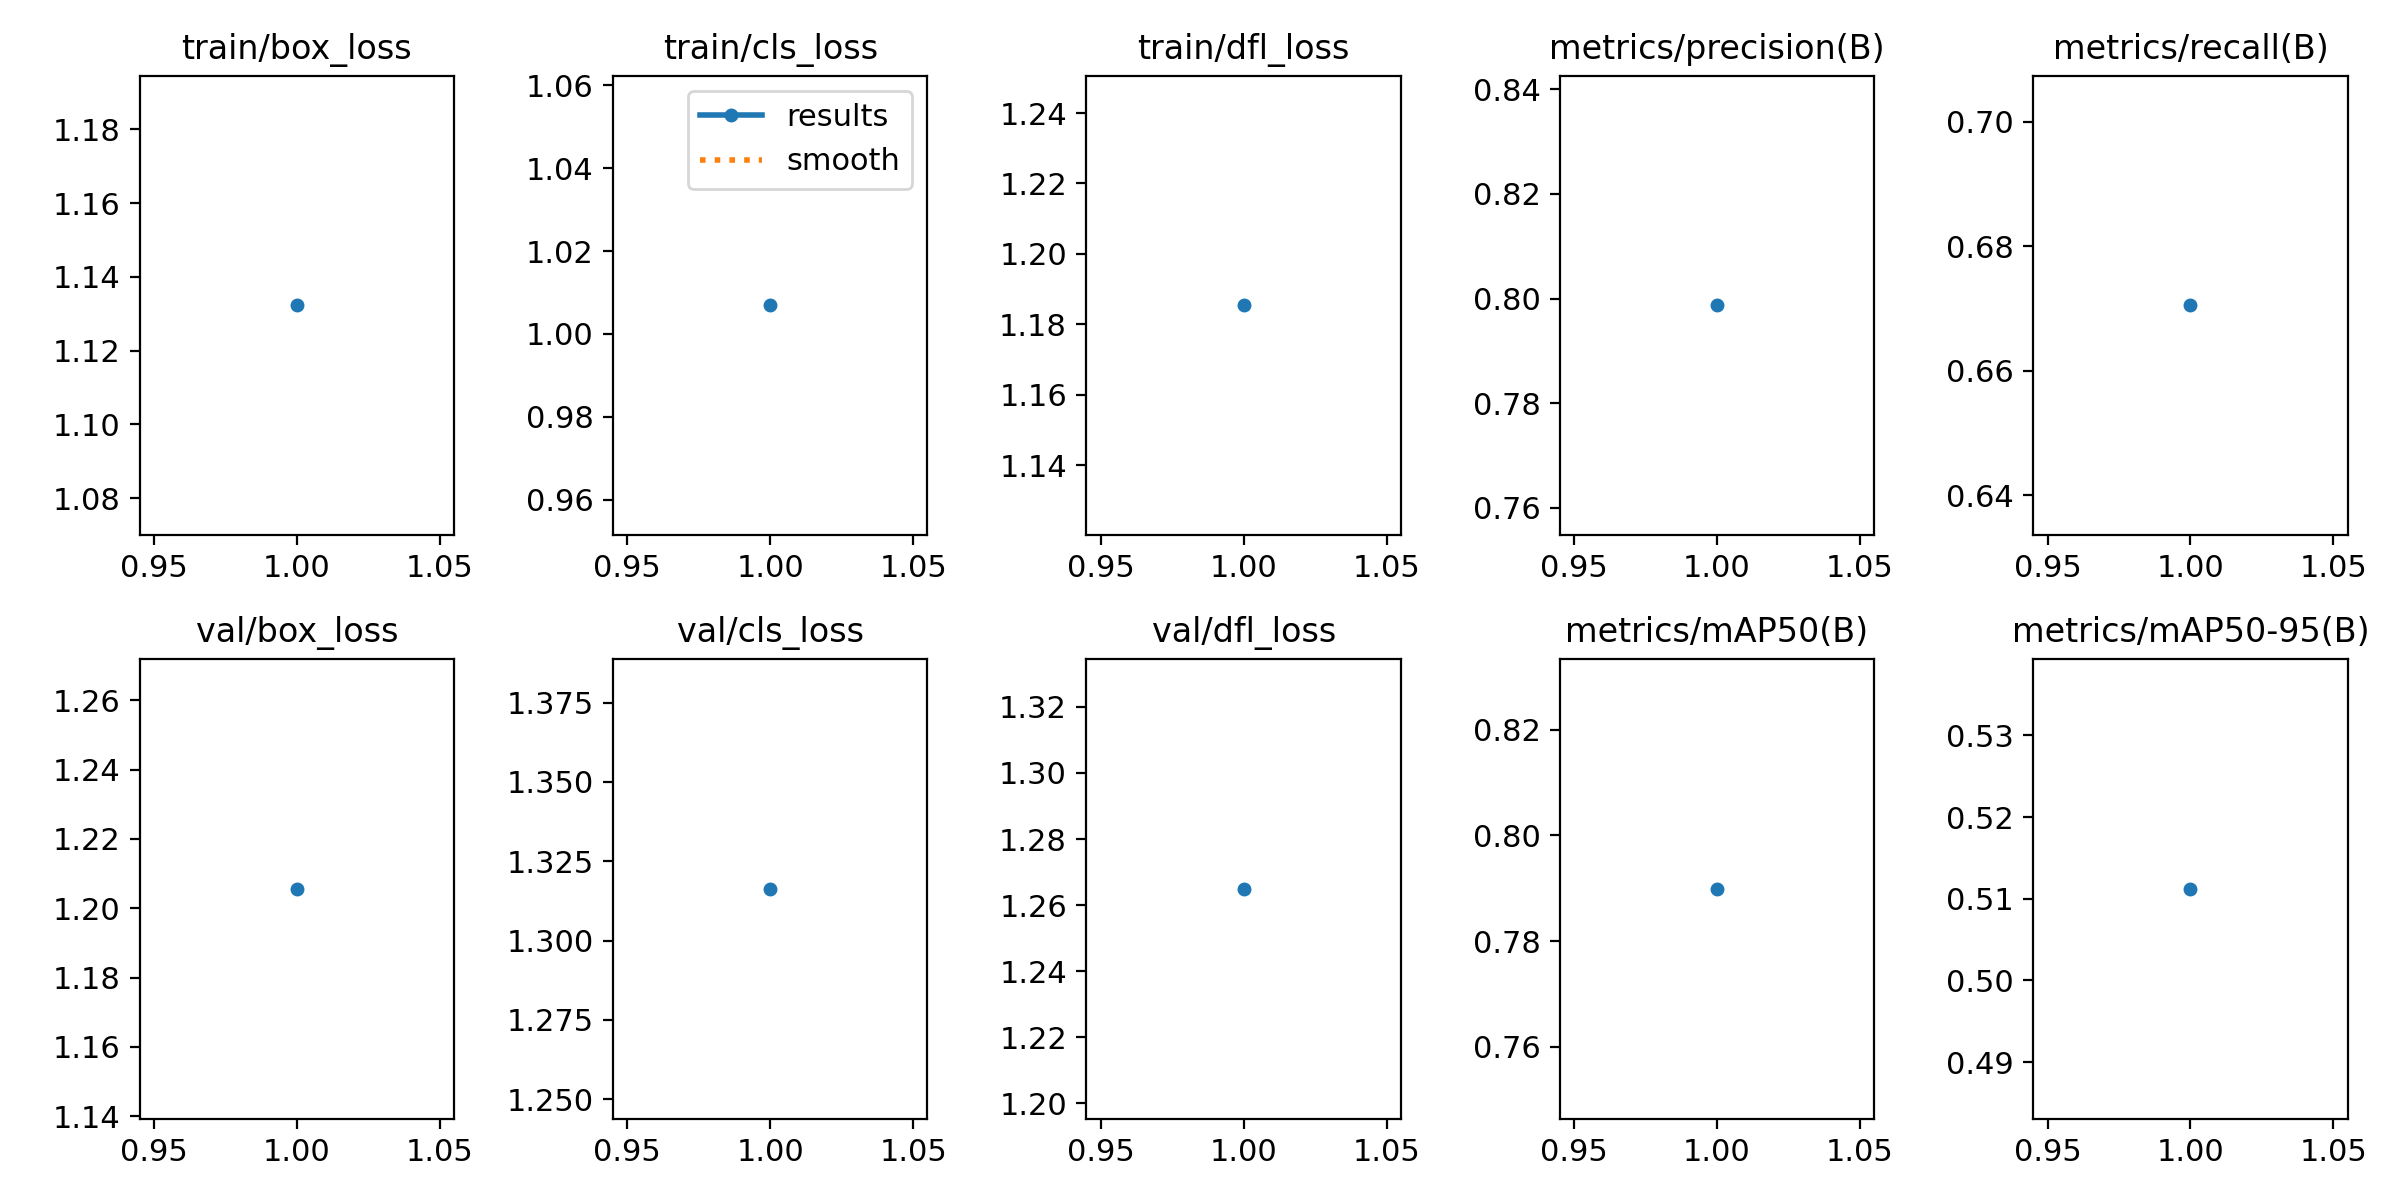 train/box_loss
1.18
1.16
1.14
1.12
1.10
1.08
0.95 1.00 1.05
train/cls_loss
results
smooth
1.06
1.04
1.02
1.00
0.98
0.96
0.95 1.00 1.05
train/dfl_loss
1.24
1.22
1.20
1.18
1.16
1.14
0.95 1.00 1.05
metrics/precision(B)
0.84
0.82
0.80
0.78
0.76
0.95 1.00 1.05
metrics/recall(B)
0.70
0.68
0.66
0.64
0.95 1.00 1.05
val/box_loss
1.26
1.24
1.22
1.20
1.18
1.16
1.14
0.95 1.00 1.05
val/cls_loss
1.375
1.350
1.325
1.300
1.275
1.250
0.95 1.00 1.05
val/dfl_loss
1.32
1.30
1.28
1.26
1.24
1.22
1.20
0.95 1.00 1.05
metrics/mAP50(B)
0.82
0.80
0.78
0.76
0.95 1.00 1.05
metrics/mAP50-95(B)
0.53
0.52
0.51
0.50
0.49
0.95 1.00 1.05